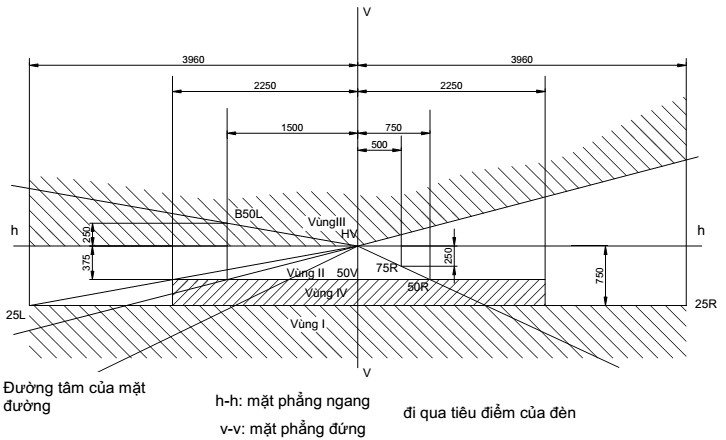 V
3960
3960
2250
2250
1500
750
500
B50L
VùngIII
HV
h
h
250
375
250
750
75R
Vùng II
50V
50R
Vùng IV
25L
25R
Vùng I
V
Đường tâm của mặt
đường
h-h: mặt phẳng ngang
đi qua tiêu điểm của đèn
v-v: mặt phẳng đứng